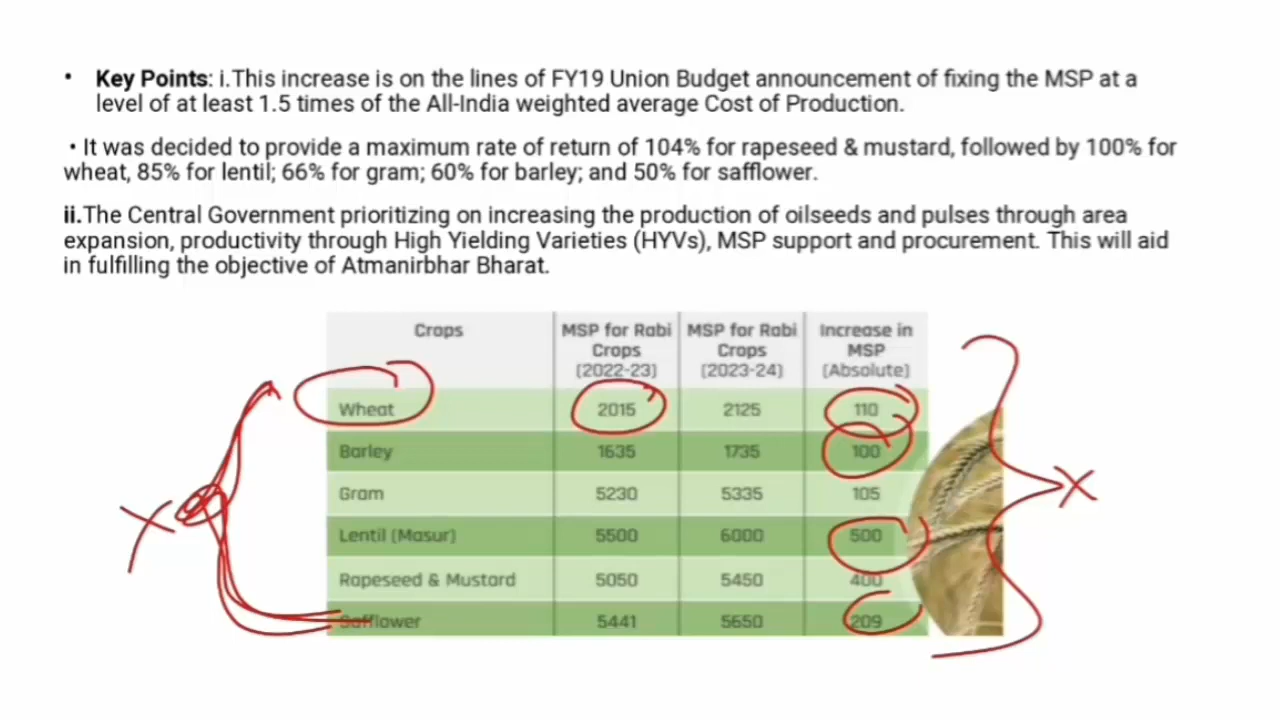 • Key Points: i.This increase is on the lines of FY19 Union Budget announcement of fixing the MSP at a
level of at least 1.5 times of the All-India weighted average Cost of Production.
• It was decided to provide a maximum rate of return of 104% for rapeseed & mustard, followed by 100% for
wheat, 85% for lentil; 66% for gram; 60% for barley; and 50% for safflower.
ii.The Central Government prioritizing on increasing the production of oilseeds and pulses through area
expansion, productivity through High Yielding Varieties (HYVs), MSP support and procurement. This will aid
in fulfilling the objective of Atmanirbhar Bharat.
Crops MSP for Rabi MSP for Rabi Increase in
Crops Crops MSP
(2022-23) (2023-24) (Absolute)
Wheat 2015 2125 110
Barley 1635 1735 100
Gram 5230 5335 105
Lentil (Masur) 5500 6000 500
Rapeseed & Mustard 5050 5450 400
Safflower 5441 5650 209
X X